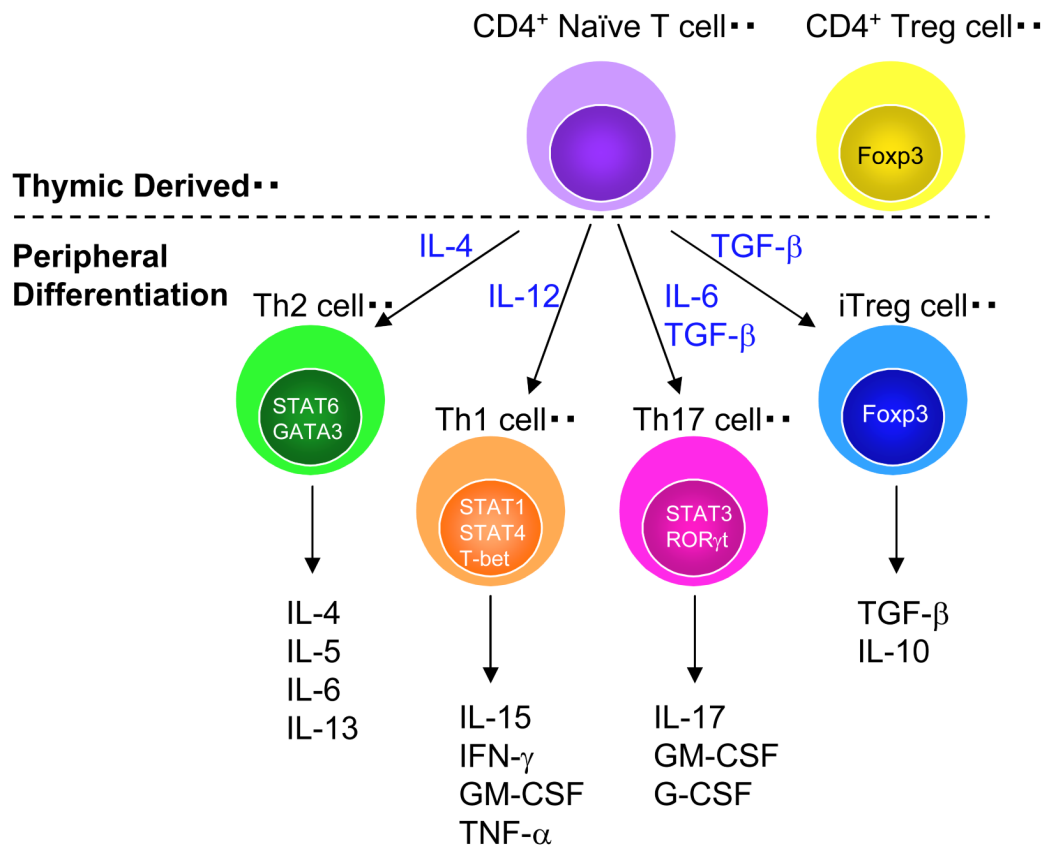 CD4⁺ Naïve T cell▪▪
CD4⁺ Treg cell▪▪
Foxp3
Thymic Derived▪▪
Peripheral
Differentiation
IL-4
IL-12
IL-6
TGF-β
TGF-β
Th2 cell▪▪
iTreg cell▪▪
STAT6
GATA3
Foxp3
Th1 cell▪▪
Th17 cell▪▪
STAT1
STAT4
T-bet
STAT3
RORγt
IL-4
IL-5
IL-6
IL-13
IL-15
IFN-γ
GM-CSF
TNF-α
IL-17
GM-CSF
G-CSF
TGF-β
IL-10